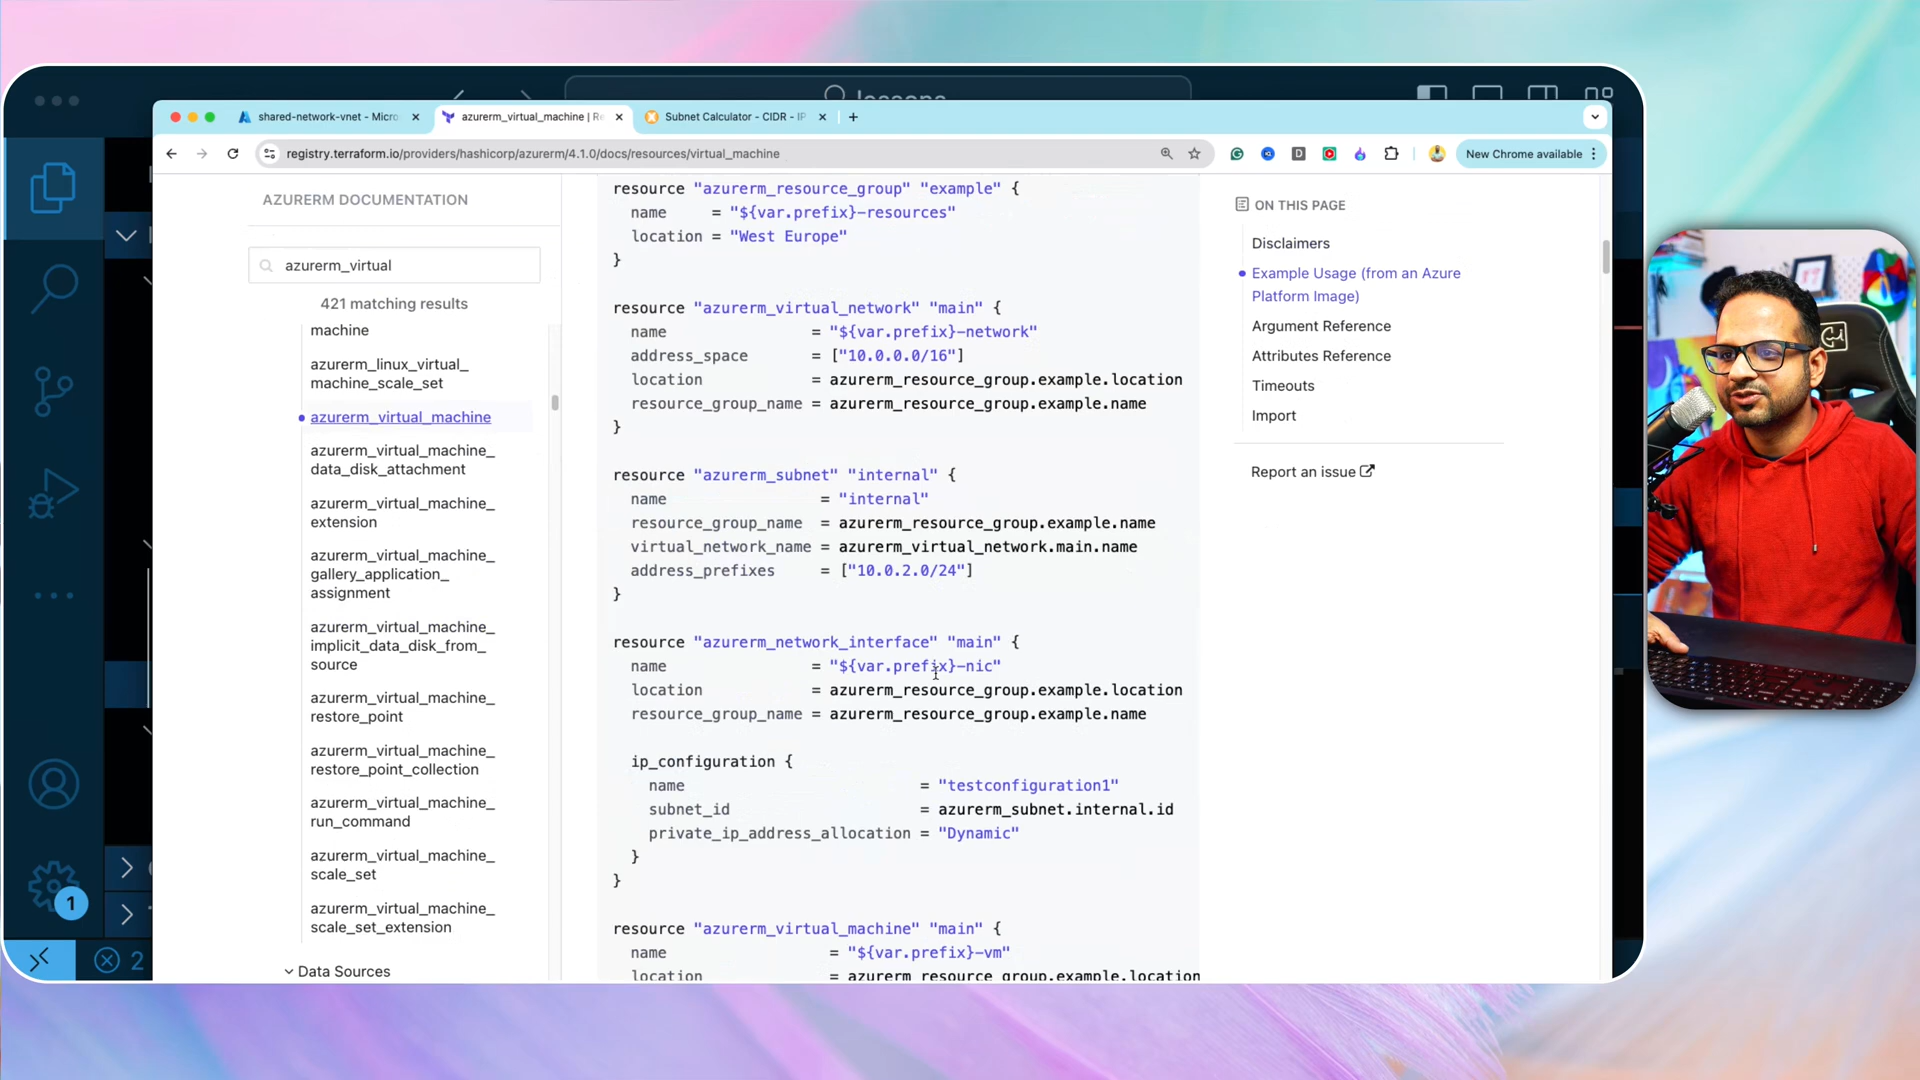 lessons
shared-network-vnet - Micro
azurerm_virtual_machine | Re
Subnet Calculator - CIDR - IP
registry.terraform.io/providers/hashicorp/azurerm/4.1.0/docs/resources/virtual_machine
New Chrome available
AZURERM DOCUMENTATION
azurerm_virtual
421 matching results
machine
azurerm_linux_virtual_
machine_scale_set
azurerm_virtual_machine
azurerm_virtual_machine_
data_disk_attachment
azurerm_virtual_machine_
extension
azurerm_virtual_machine_
gallery_application_
assignment
azurerm_virtual_machine_
implicit_data_disk_from_
source
azurerm_virtual_machine_
restore_point
azurerm_virtual_machine_
restore_point_collection
azurerm_virtual_machine_
run_command
azurerm_virtual_machine_
scale_set
azurerm_virtual_machine_
scale_set_extension
Data Sources
resource "azurerm_resource_group" "example" {
name = "${var.prefix}-resources"
location = "West Europe"
}
resource "azurerm_virtual_network" "main" {
name = "${var.prefix}-network"
address_space = ["10.0.0.0/16"]
location = azurerm_resource_group.example.location
resource_group_name = azurerm_resource_group.example.name
}
resource "azurerm_subnet" "internal" {
name = "internal"
resource_group_name = azurerm_resource_group.example.name
virtual_network_name = azurerm_virtual_network.main.name
address_prefixes = ["10.0.2.0/24"]
}
resource "azurerm_network_interface" "main" {
name = "${var.prefix}-nic"
location = azurerm_resource_group.example.location
resource_group_name = azurerm_resource_group.example.name
ip_configuration {
name = "testconfiguration1"
subnet_id = azurerm_subnet.internal.id
private_ip_address_allocation = "Dynamic"
}
}
resource "azurerm_virtual_machine" "main" {
name = "${var.prefix}-vm"
location = azurerm_resource_group.example.location
ON THIS PAGE
Disclaimers
Example Usage (from an Azure
Platform Image)
Argument Reference
Attributes Reference
Timeouts
Import
Report an issue
1
2